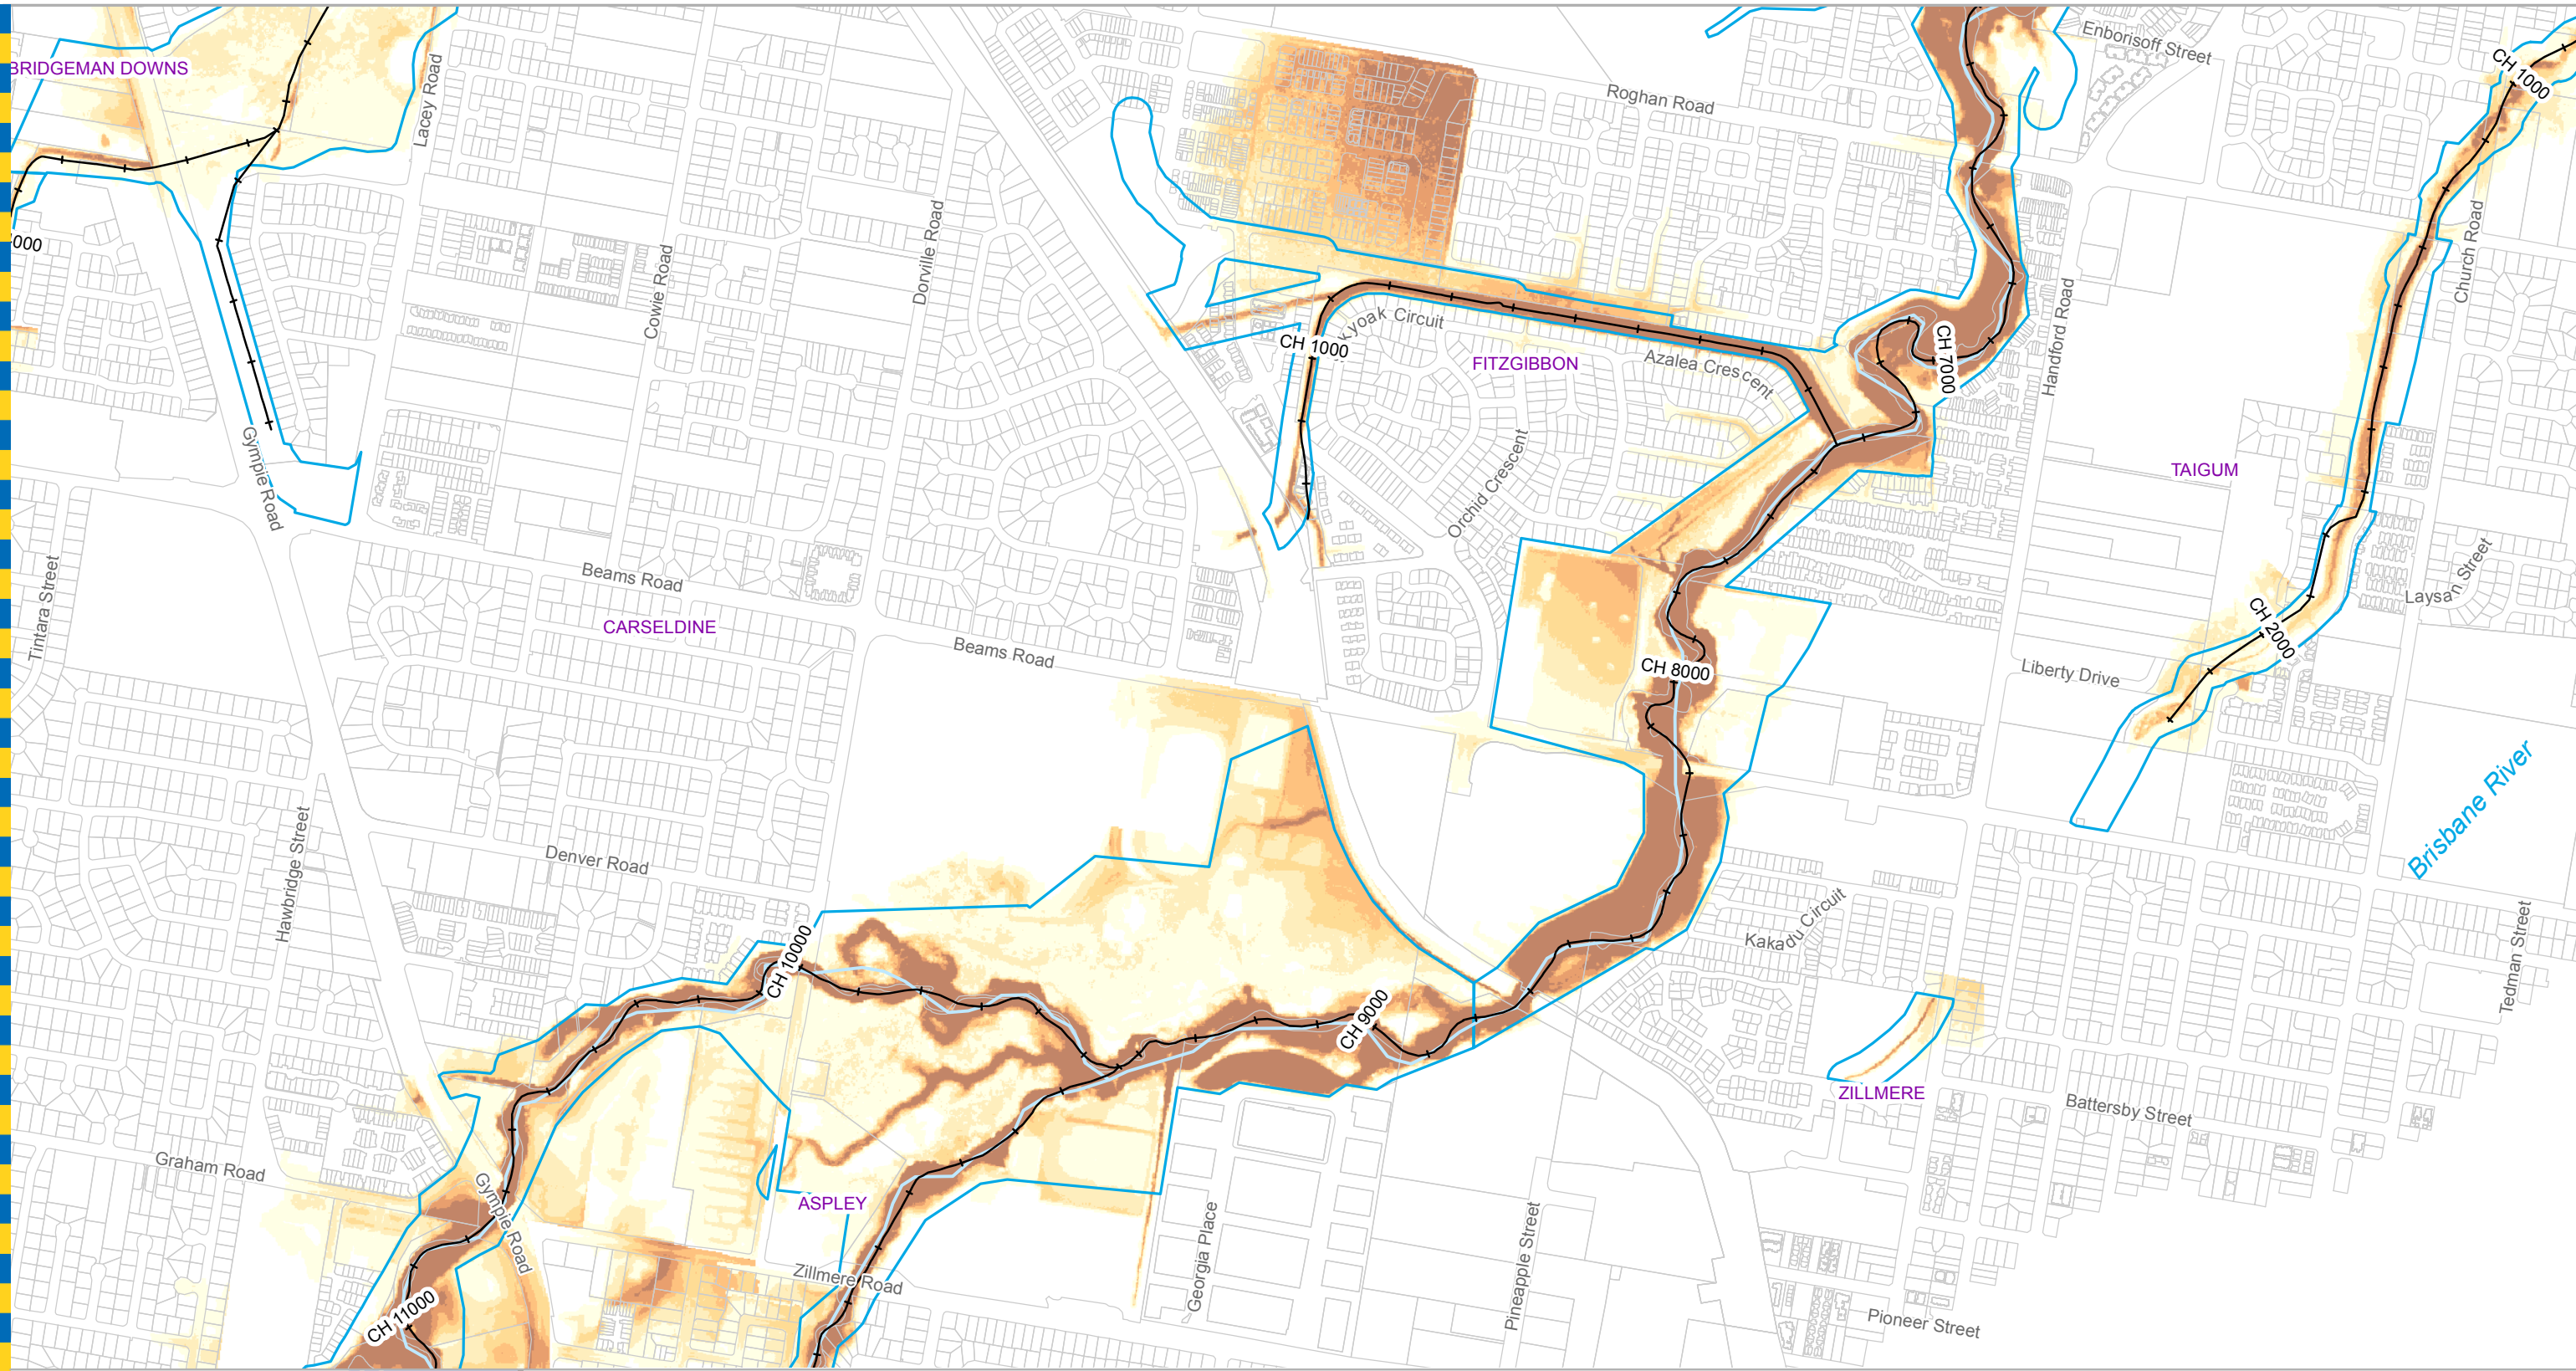 BRIDGEMAN DOWNS
Lacey Road
Enborisoff Street
CH 1000
Roghan Road
000
Dorville Road
Cowie Road
Church Road
Handford Road
yoak Circuit
CH 1000
CH 7000
FITZGIBBON
Azalea Crescent
TAIGUM
Gympie Road
Orchid Crescent
Tintara Street
Beams Road
Laysan Street
CARSELDINE
CH 2000
Beams Road
CH 8000
Liberty Drive
Brisbane River
Hawbridge Street
Denver Road
Kakadu Circuit
CH 10000
Tedman Street
CH 9000
ZILLMERE
Battersby Street
Graham Road
Gympie Road
ASPLEY
Georgia Place
Pineapple Street
Zillmere Road
CH 11000
Pioneer Street